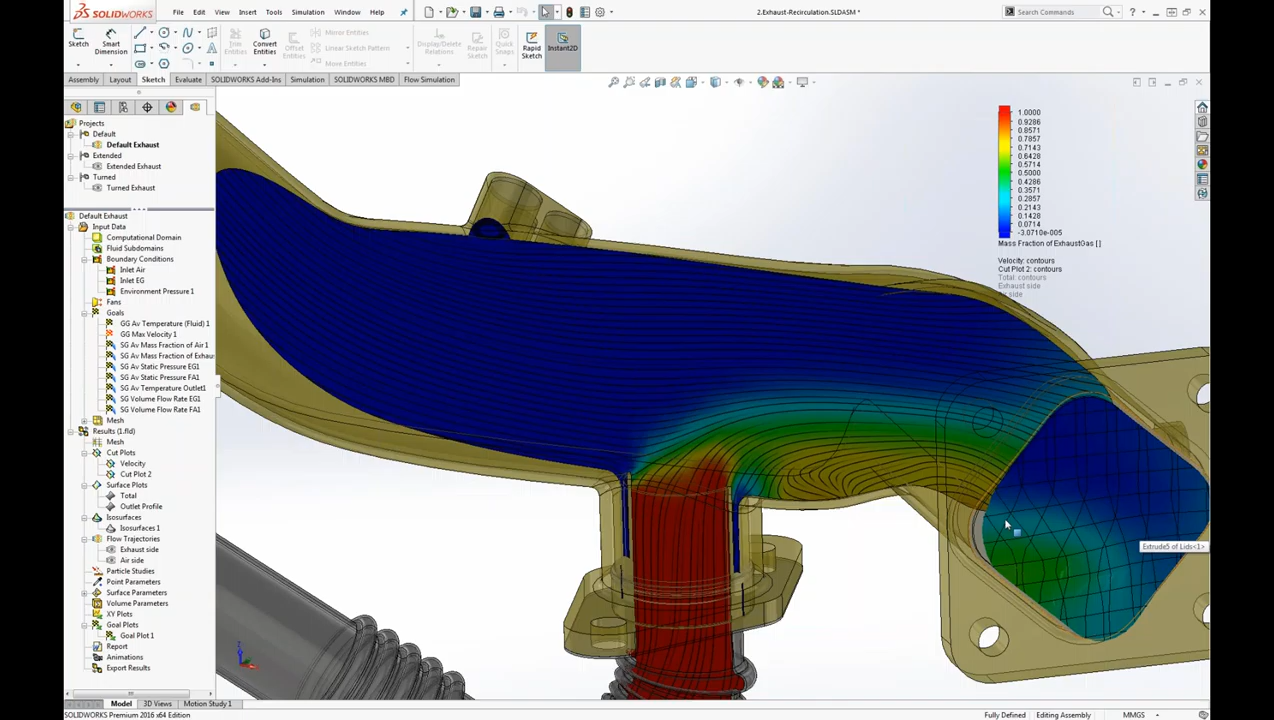 SOLIDWORKS File Edit View Insert Tools Simulation Window Help 2.Exhaust-Recirculation.SLDASM * Search Commands ?
Sketch Smart Dimension Trim Entities Convert Entities Offset Entities Mirror Entities Linear Sketch Pattern Move Entities Display/Delete Relations Repair Sketch Quick Snaps Rapid Sketch Instant2D
Assembly Layout Sketch Evaluate SOLIDWORKS Add-Ins Simulation SOLIDWORKS MBD Flow Simulation
Projects
Default
Default Exhaust
Extended
Extended Exhaust
Turned
Turned Exhaust
Default Exhaust
Input Data
Computational Domain
Fluid Subdomains
Boundary Conditions
Inlet Air
Inlet EG
Environment Pressure 1
Fans
Goals
GG Av Temperature (Fluid) 1
GG Max Velocity 1
SG Av Mass Fraction of Air 1
SG Av Mass Fraction of Exhau
SG Av Static Pressure EG1
SG Av Static Pressure FA1
SG Av Temperature Outlet1
SG Volume Flow Rate EG1
SG Volume Flow Rate FA1
Mesh
Results (1.fld)
Mesh
Cut Plots
Velocity
Cut Plot 2
Surface Plots
Total
Outlet Profile
Isosurfaces
Isosurfaces 1
Flow Trajectories
Exhaust side
Air side
Particle Studies
Point Parameters
Surface Parameters
Volume Parameters
XY Plots
Goal Plots
Goal Plot 1
Report
Animations
Export Results
1.0000
0.9286
0.8571
0.7857
0.7143
0.6428
0.5714
0.5000
0.4286
0.3571
0.2857
0.2143
0.1428
0.0714
-3.0710e-005
Mass Fraction of ExhaustGas []
Velocity: contours
Cut Plot 2: contours
Total: contours
Exhaust side
Air side
Extrude5 of Lids<1>
Model 3D Views Motion Study 1
SOLIDWORKS Premium 2016 x64 Edition Fully Defined Editing Assembly MMGS